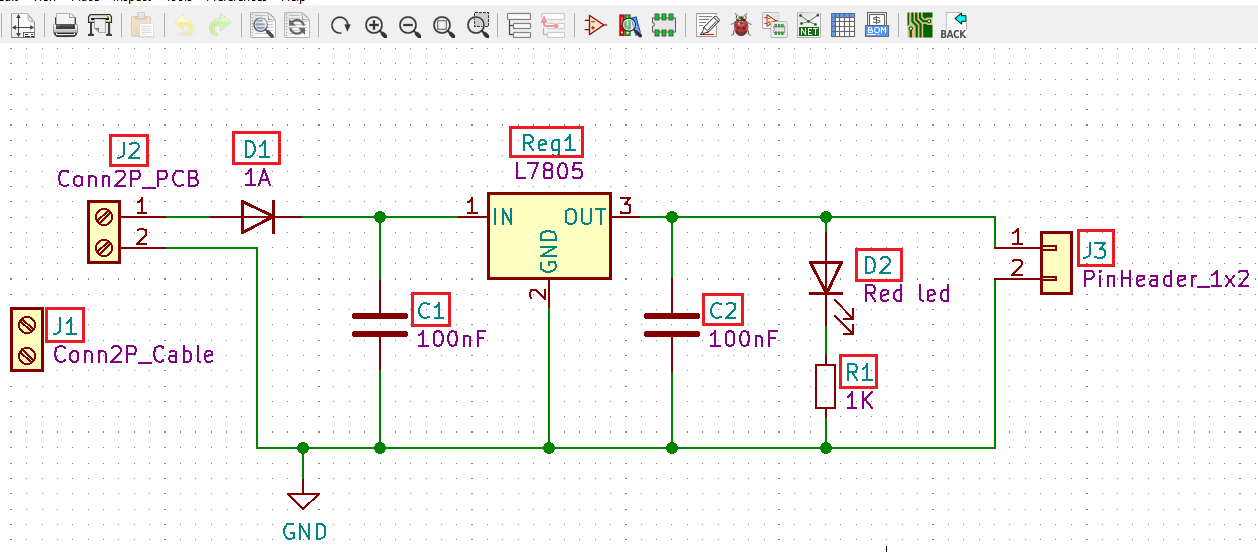 NET
$
BOM
BACK
J2
Conn2P_PCB
1
2
D1
1A
Reg1
L7805
1
IN
OUT
3
GND
2
J1
Conn2P_Cable
C1
100nF
C2
100nF
D2
Red led
R1
1K
1
2
J3
PinHeader_1x2
GND